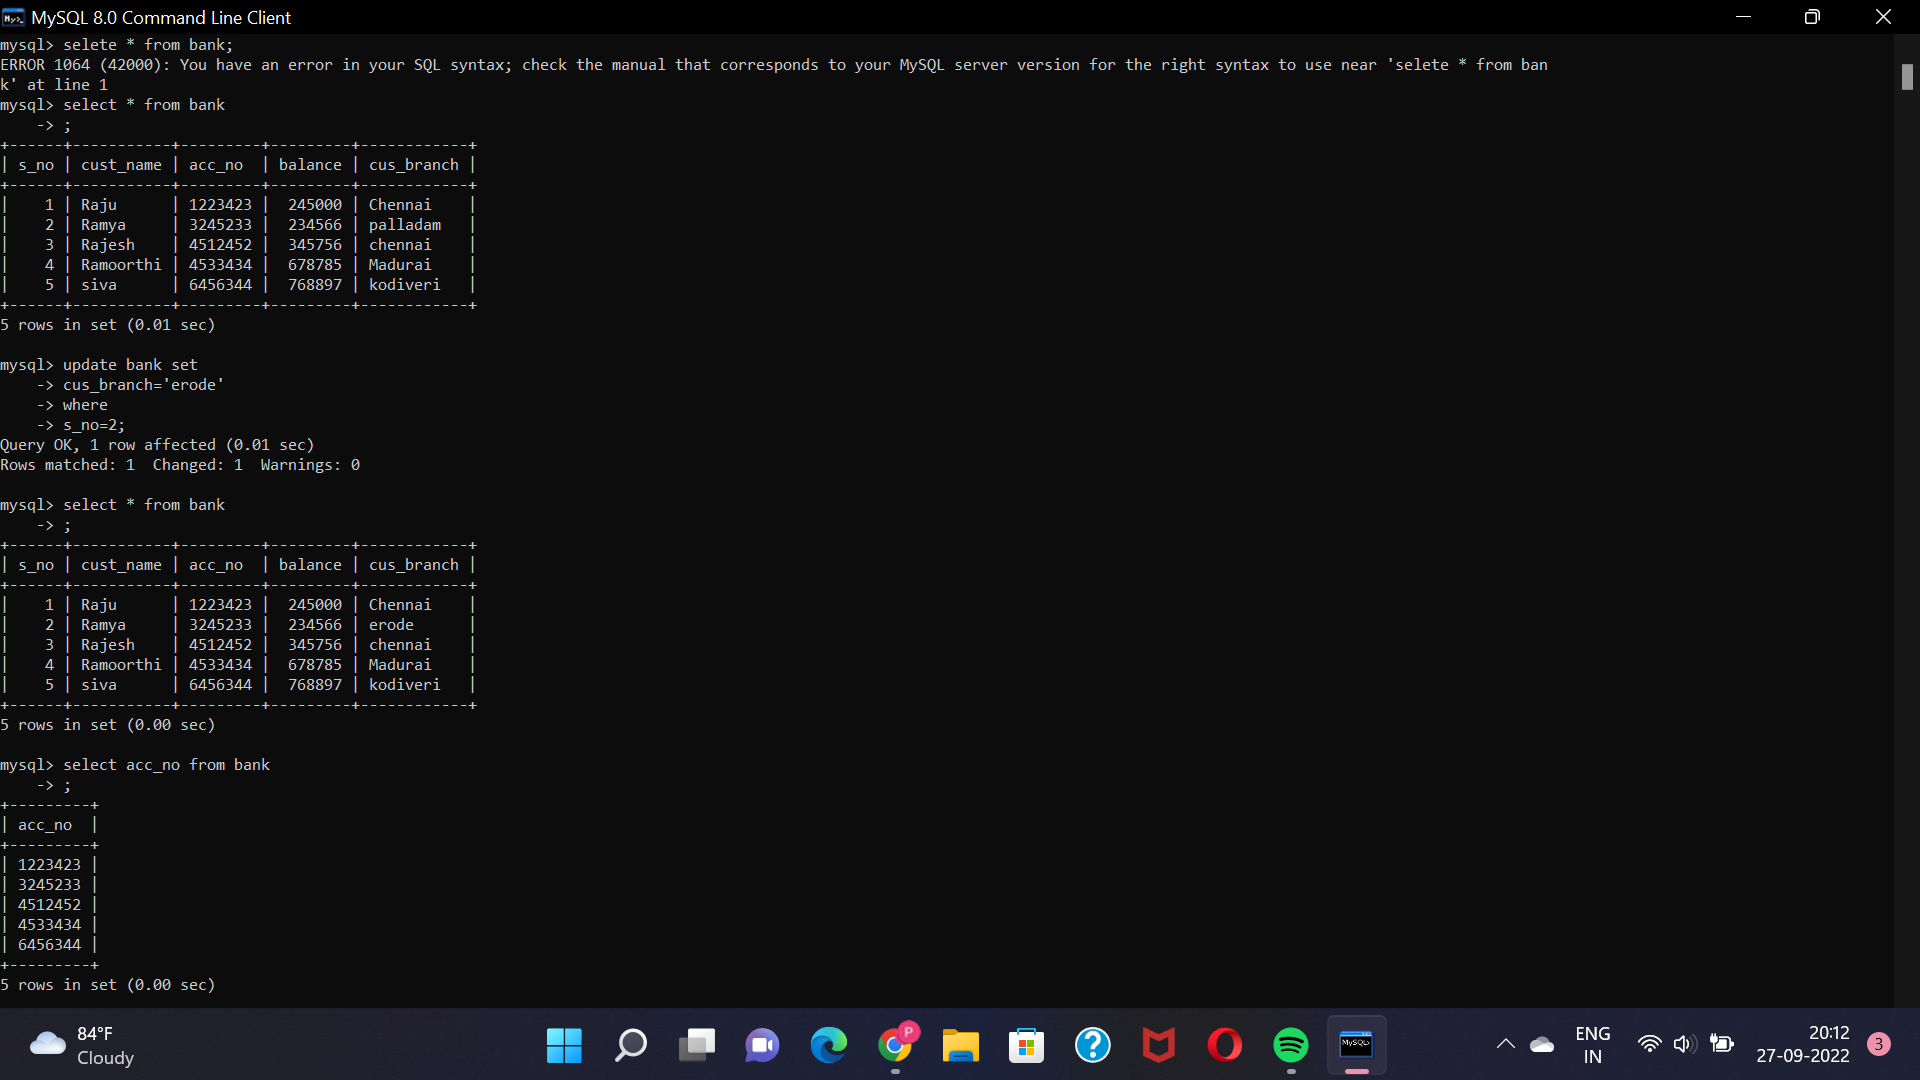 MySQL 8.0 Command Line Client
mysql> selete * from bank;
ERROR 1064 (42000): You have an error in your SQL syntax; check the manual that corresponds to your MySQL server version for the right syntax to use near 'selete * from ban
k' at line 1
mysql> select * from bank
    -> ;
+------+-----------+---------+---------+------------+
| s_no | cust_name | acc_no  | balance | cus_branch |
+------+-----------+---------+---------+------------+
|    1 | Raju      | 1223423 |  245000 | Chennai    |
|    2 | Ramya     | 3245233 |  234566 | palladam   |
|    3 | Rajesh    | 4512452 |  345756 | chennai    |
|    4 | Ramoorthi | 4533434 |  678785 | Madurai    |
|    5 | siva      | 6456344 |  768897 | kodiveri   |
+------+-----------+---------+---------+------------+
5 rows in set (0.01 sec)
mysql> update bank set
    -> cus_branch='erode'
    -> where
    -> s_no=2;
Query OK, 1 row affected (0.01 sec)
Rows matched: 1  Changed: 1  Warnings: 0
mysql> select * from bank
    -> ;
+------+-----------+---------+---------+------------+
| s_no | cust_name | acc_no  | balance | cus_branch |
+------+-----------+---------+---------+------------+
|    1 | Raju      | 1223423 |  245000 | Chennai    |
|    2 | Ramya     | 3245233 |  234566 | erode      |
|    3 | Rajesh    | 4512452 |  345756 | chennai    |
|    4 | Ramoorthi | 4533434 |  678785 | Madurai    |
|    5 | siva      | 6456344 |  768897 | kodiveri   |
+------+-----------+---------+---------+------------+
5 rows in set (0.00 sec)
mysql> select acc_no from bank
    -> ;
+---------+
| acc_no  |
+---------+
| 1223423 |
| 3245233 |
| 4512452 |
| 4533434 |
| 6456344 |
+---------+
5 rows in set (0.00 sec)
84°F
Cloudy
P
?
MySQL>
ENG
IN
20:12
27-09-2022
3